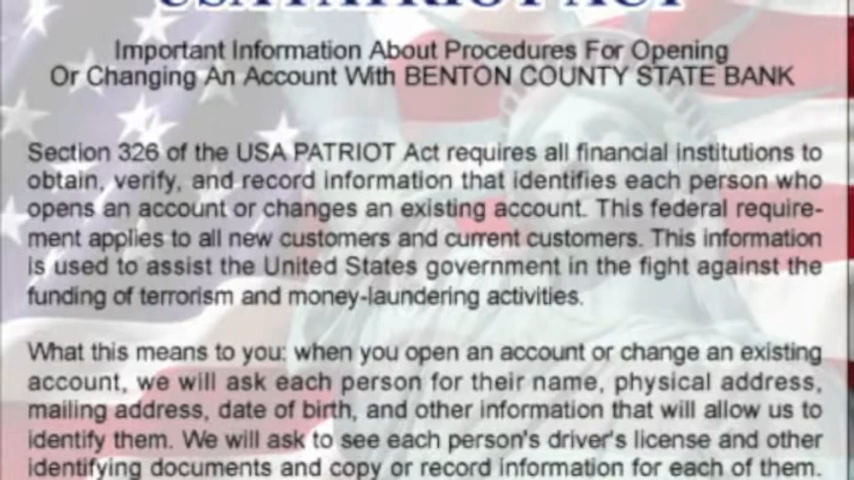 USA PATRIOT ACT
Important Information About Procedures For Opening
Or Changing An Account With BENTON COUNTY STATE BANK
Section 326 of the USA PATRIOT Act requires all financial institutions to
obtain, verify, and record information that identifies each person who
opens an account or changes an existing account. This federal require-
ment applies to all new customers and current customers. This information
is used to assist the United States government in the fight against the
funding of terrorism and money-laundering activities.
What this means to you: when you open an account or change an existing
account, we will ask each person for their name, physical address,
mailing address, date of birth, and other information that will allow us to
identify them. We will ask to see each person's driver's license and other
identifying documents and copy or record information for each of them.